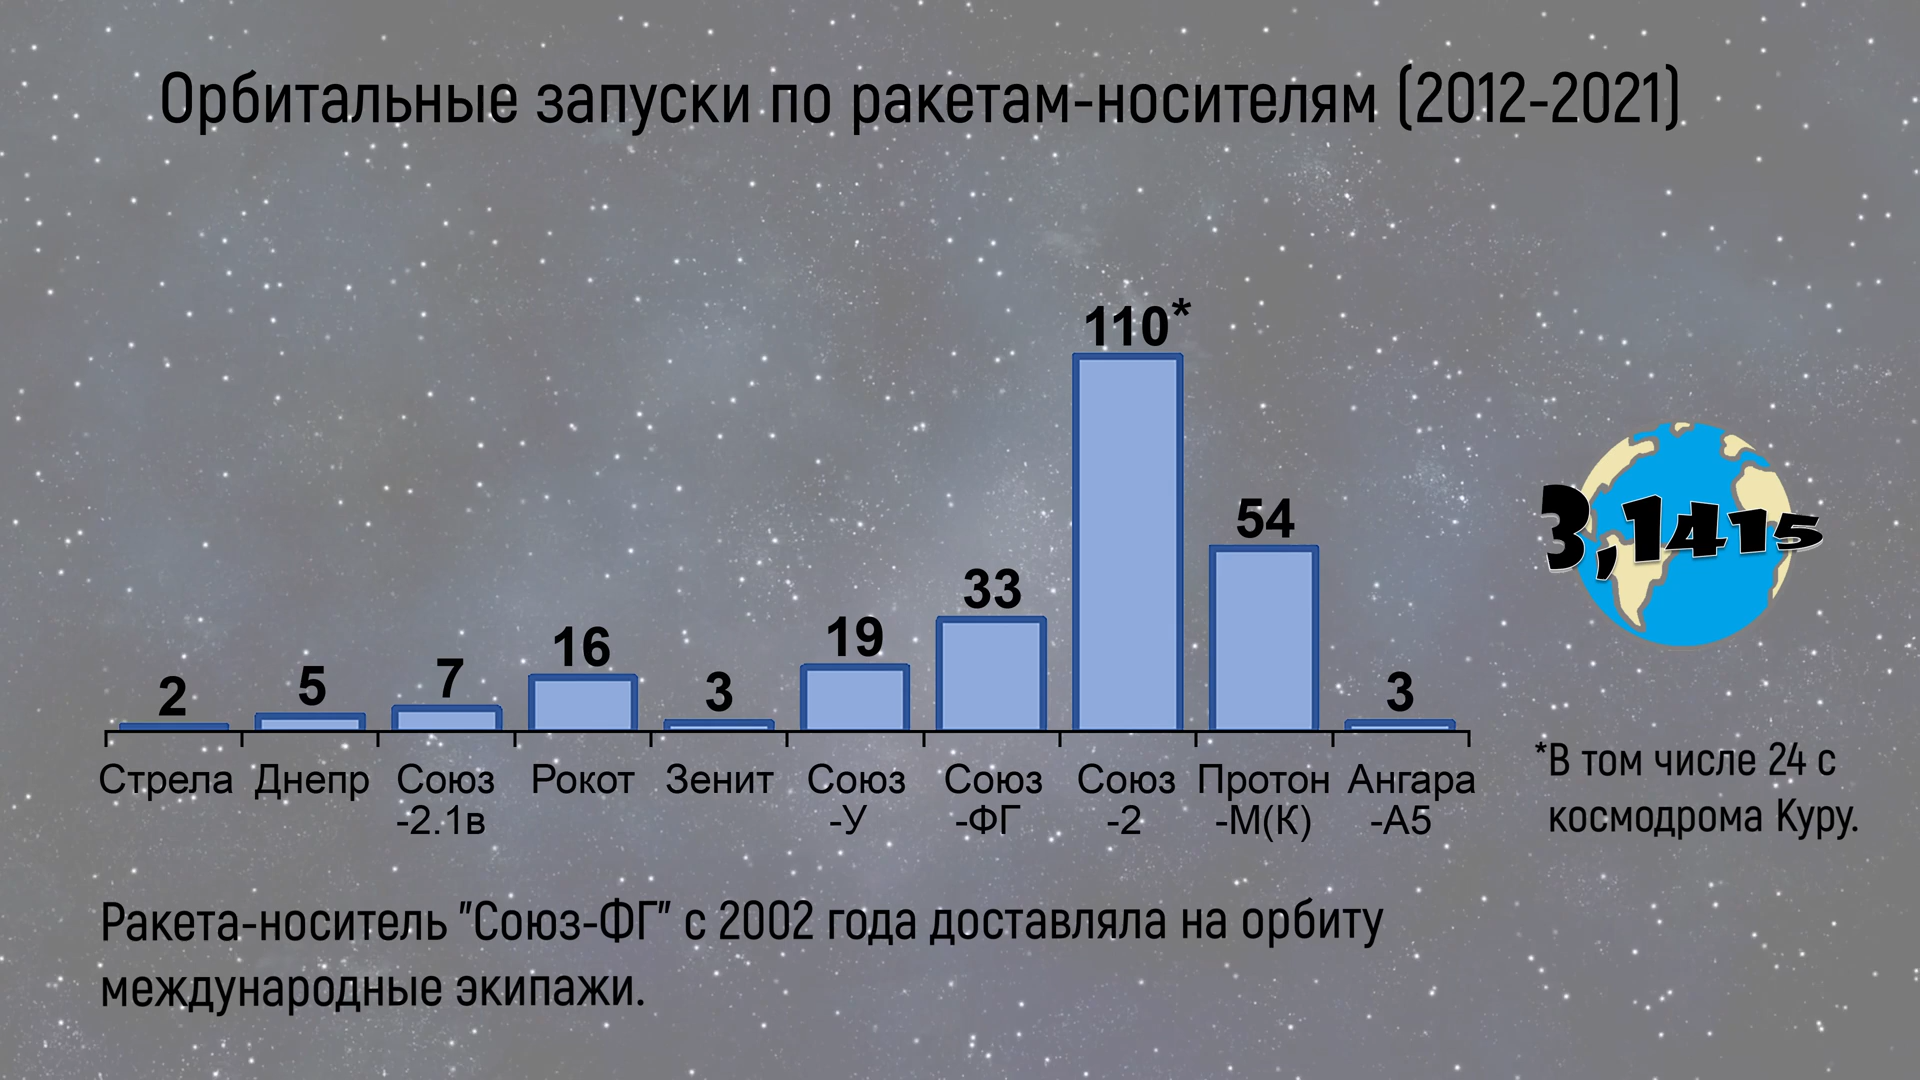 Орбитальные запуски по ракетам-носителям (2012-2021)
110*
54
33
19
16
7
5
2
3
3
3,1415
Стрела Днепр Союз -2.1в Рокот Зенит Союз -У Союз -ФГ Союз -2 Протон -М(К) Ангара -А5
*В том числе 24 с
космодрома Куру.
Ракета-носитель "Союз-ФГ" с 2002 года доставляла на орбиту
международные экипажи.